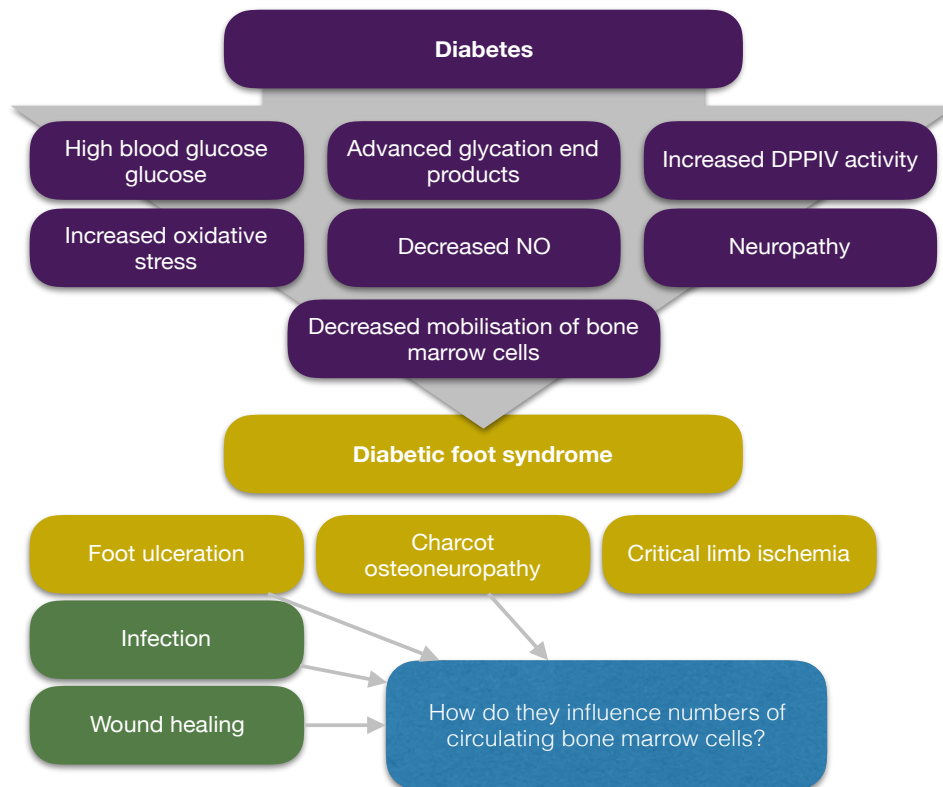 Diabetes
High blood glucose
glucose
Advanced glycation end
products
Increased DPPIV activity
Increased oxidative
stress
Decreased NO
Neuropathy
Decreased mobilisation of bone
marrow cells
Diabetic foot syndrome
Foot ulceration
Charcot
osteoneuropathy
Critical limb ischemia
Infection
Wound healing
How do they influence numbers of
circulating bone marrow cells?